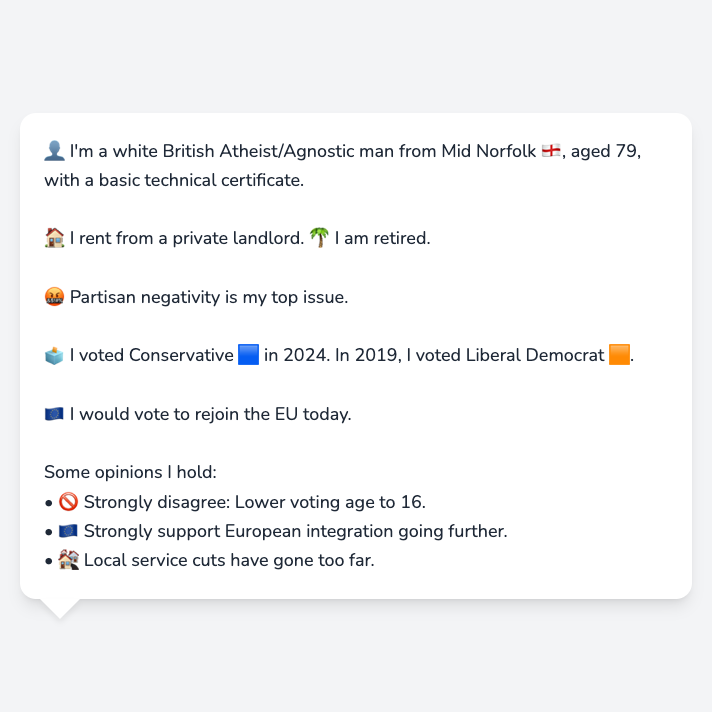 👤 I'm a white British Atheist/Agnostic man from Mid Norfolk 🏴󠁧󠁢󠁥󠁮󠁧󠁿, aged 79,
with a basic technical certificate.
🏠 I rent from a private landlord. 🌴 I am retired.
🤬 Partisan negativity is my top issue.
🗳️ I voted Conservative 🟦 in 2024. In 2019, I voted Liberal Democrat 🟧.
🇪🇺 I would vote to rejoin the EU today.
Some opinions I hold:
• 🚫 Strongly disagree: Lower voting age to 16.
• 🇪🇺 Strongly support European integration going further.
• 🏚️ Local service cuts have gone too far.